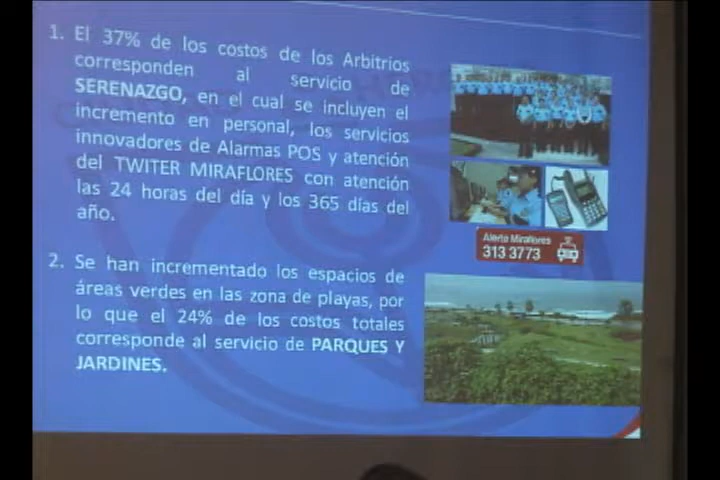 1. El 37% de los costos de los Arbitrios
corresponden al servicio de
SERENAZGO, en el cual se incluyen el
incremento en personal, los servicios
innovadores de Alarmas POS y atención
del TWITER MIRAFLORES con atención
las 24 horas del día y los 365 días del
año.
Alerta Miraflores
313 3773
2. Se han incrementado los espacios de
áreas verdes en las zona de playas, por
lo que el 24% de los costos totales
corresponde al servicio de PARQUES Y
JARDINES.